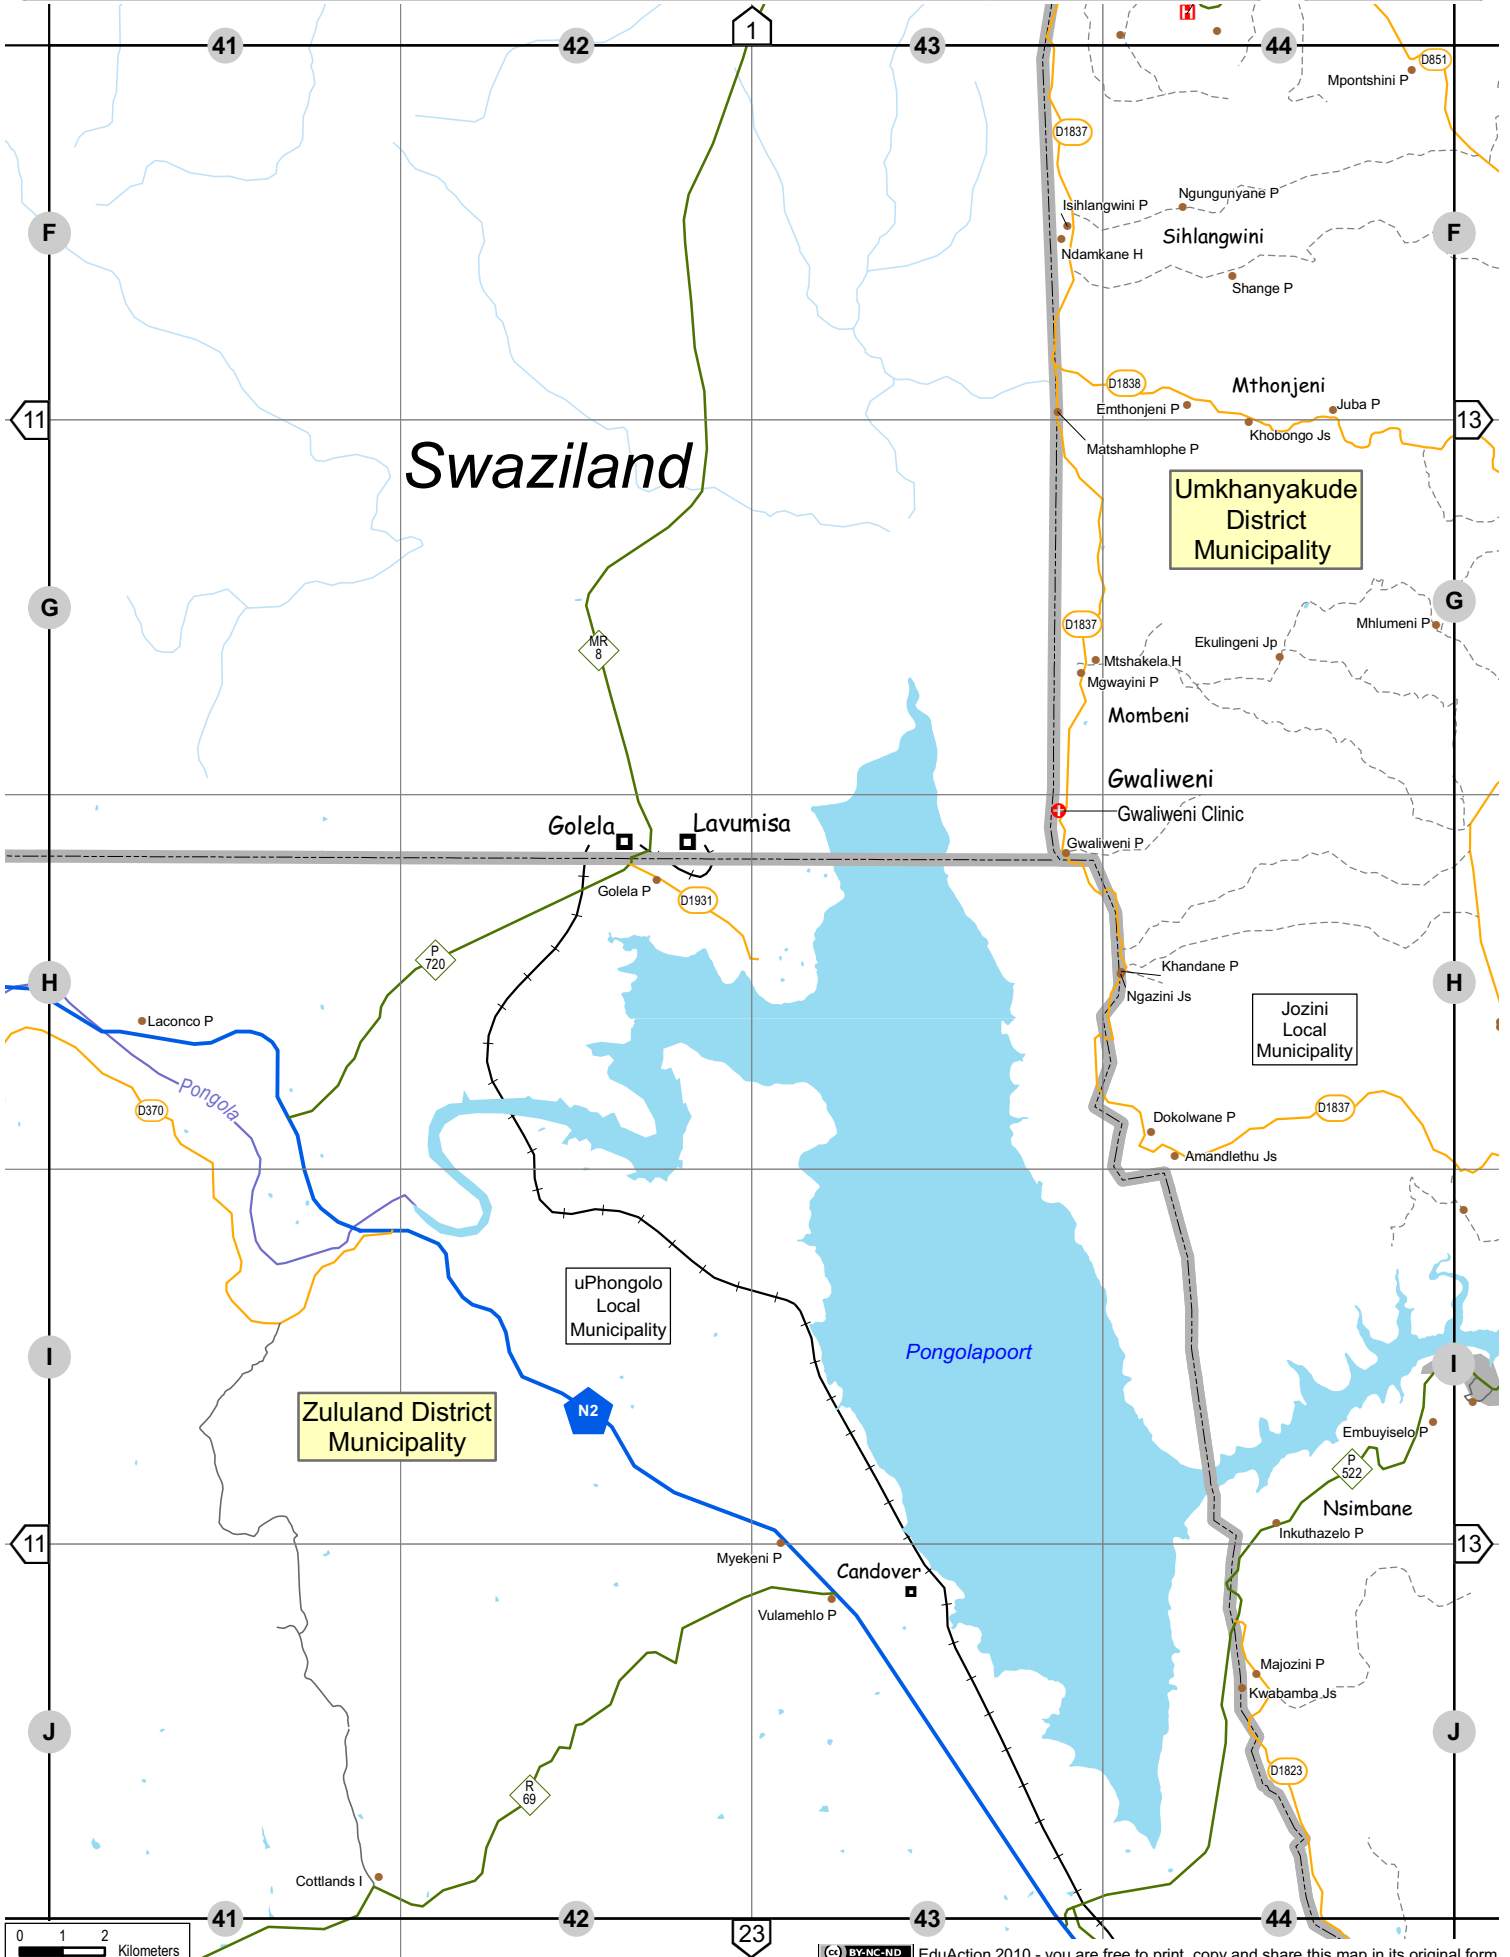 1
41
42
43
44
D851
Mpontshini P
D1837
Ngungunyane P
Isihlangwini P
F
Sihlangwini
F
Ndamkane H
Shange P
D1838
Mthonjeni
Emthonjeni P
Juba P
11
Khobongo Js
13
Matshamhlophe P
Swaziland
Umkhanyakude
District
Municipality
G
G
D1837
Mhlumeni P
MR
8
Ekulingeni Jp
Mtshakela H
Mgwayini P
Mombeni
Gwaliweni
Gwaliweni Clinic
Golela
Lavumisa
Gwaliweni P
Golela P
D1931
P
720
Khandane P
H
H
Ngazini Js
Laconco P
Jozini
Local
Municipality
Pongola
D370
D1837
Dokolwane P
Amandlethu Js
uPhongolo
Local
Municipality
Pongolapoort
I
I
Zululand District
Municipality
N2
Embuyiselo P
P
522
Nsimbane
Inkuthazelo P
11
13
Myekeni P
Candover
Vulamehlo P
Majozini P
Kwabamba Js
J
J
D1823
R
69
Cottlands I
41
42
43
44
23
0 1 2
Kilometers
cc BY-NC-ND
EduAction 2010 - you are free to print, copy and share this map in its original form